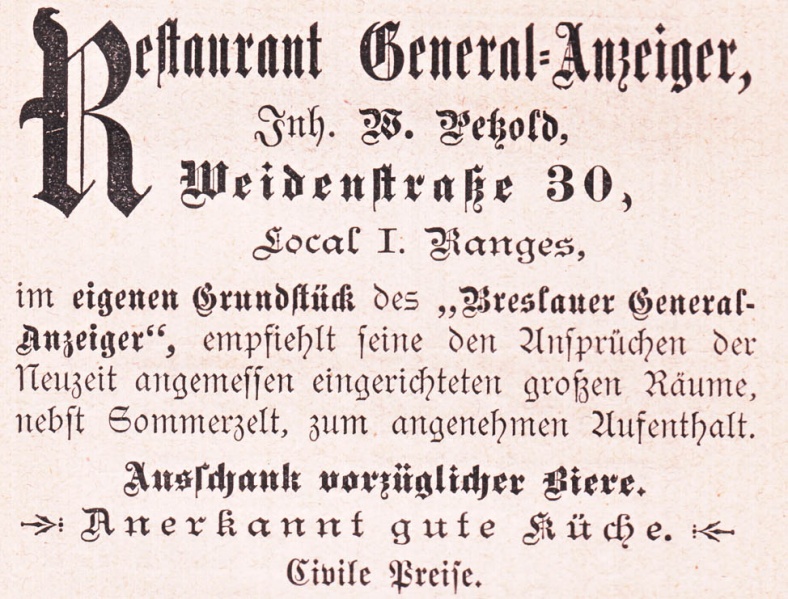 Restaurant General-Anzeiger,
Inh. W. Petzold,
Weidenstraße 30,
Local I. Ranges,
im eigenen Grundstück des „Breslauer General-
Anzeiger“, empfiehlt seine den Ansprüchen der
Neuzeit angemessen eingerichteten großen Räume,
nebst Sommerzelt, zum angenehmen Aufenthalt.
Ausschank vorzüglicher Biere.
Anerkannt gute Küche.
Civile Preise.